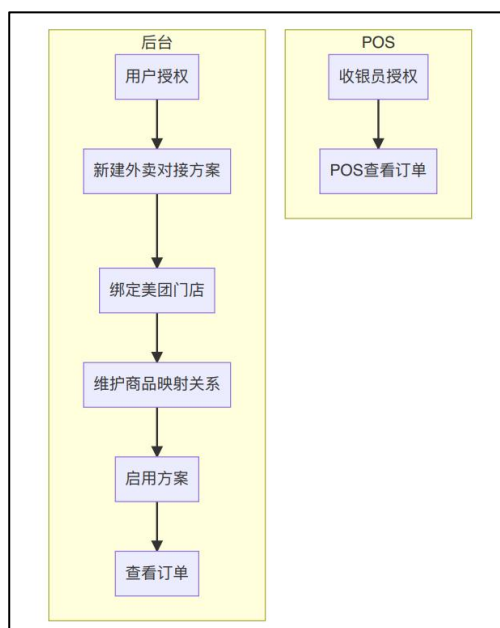 后台
用户授权
新建外卖对接方案
绑定美团门店
维护商品映射关系
启用方案
查看订单
POS
收银员授权
POS查看订单